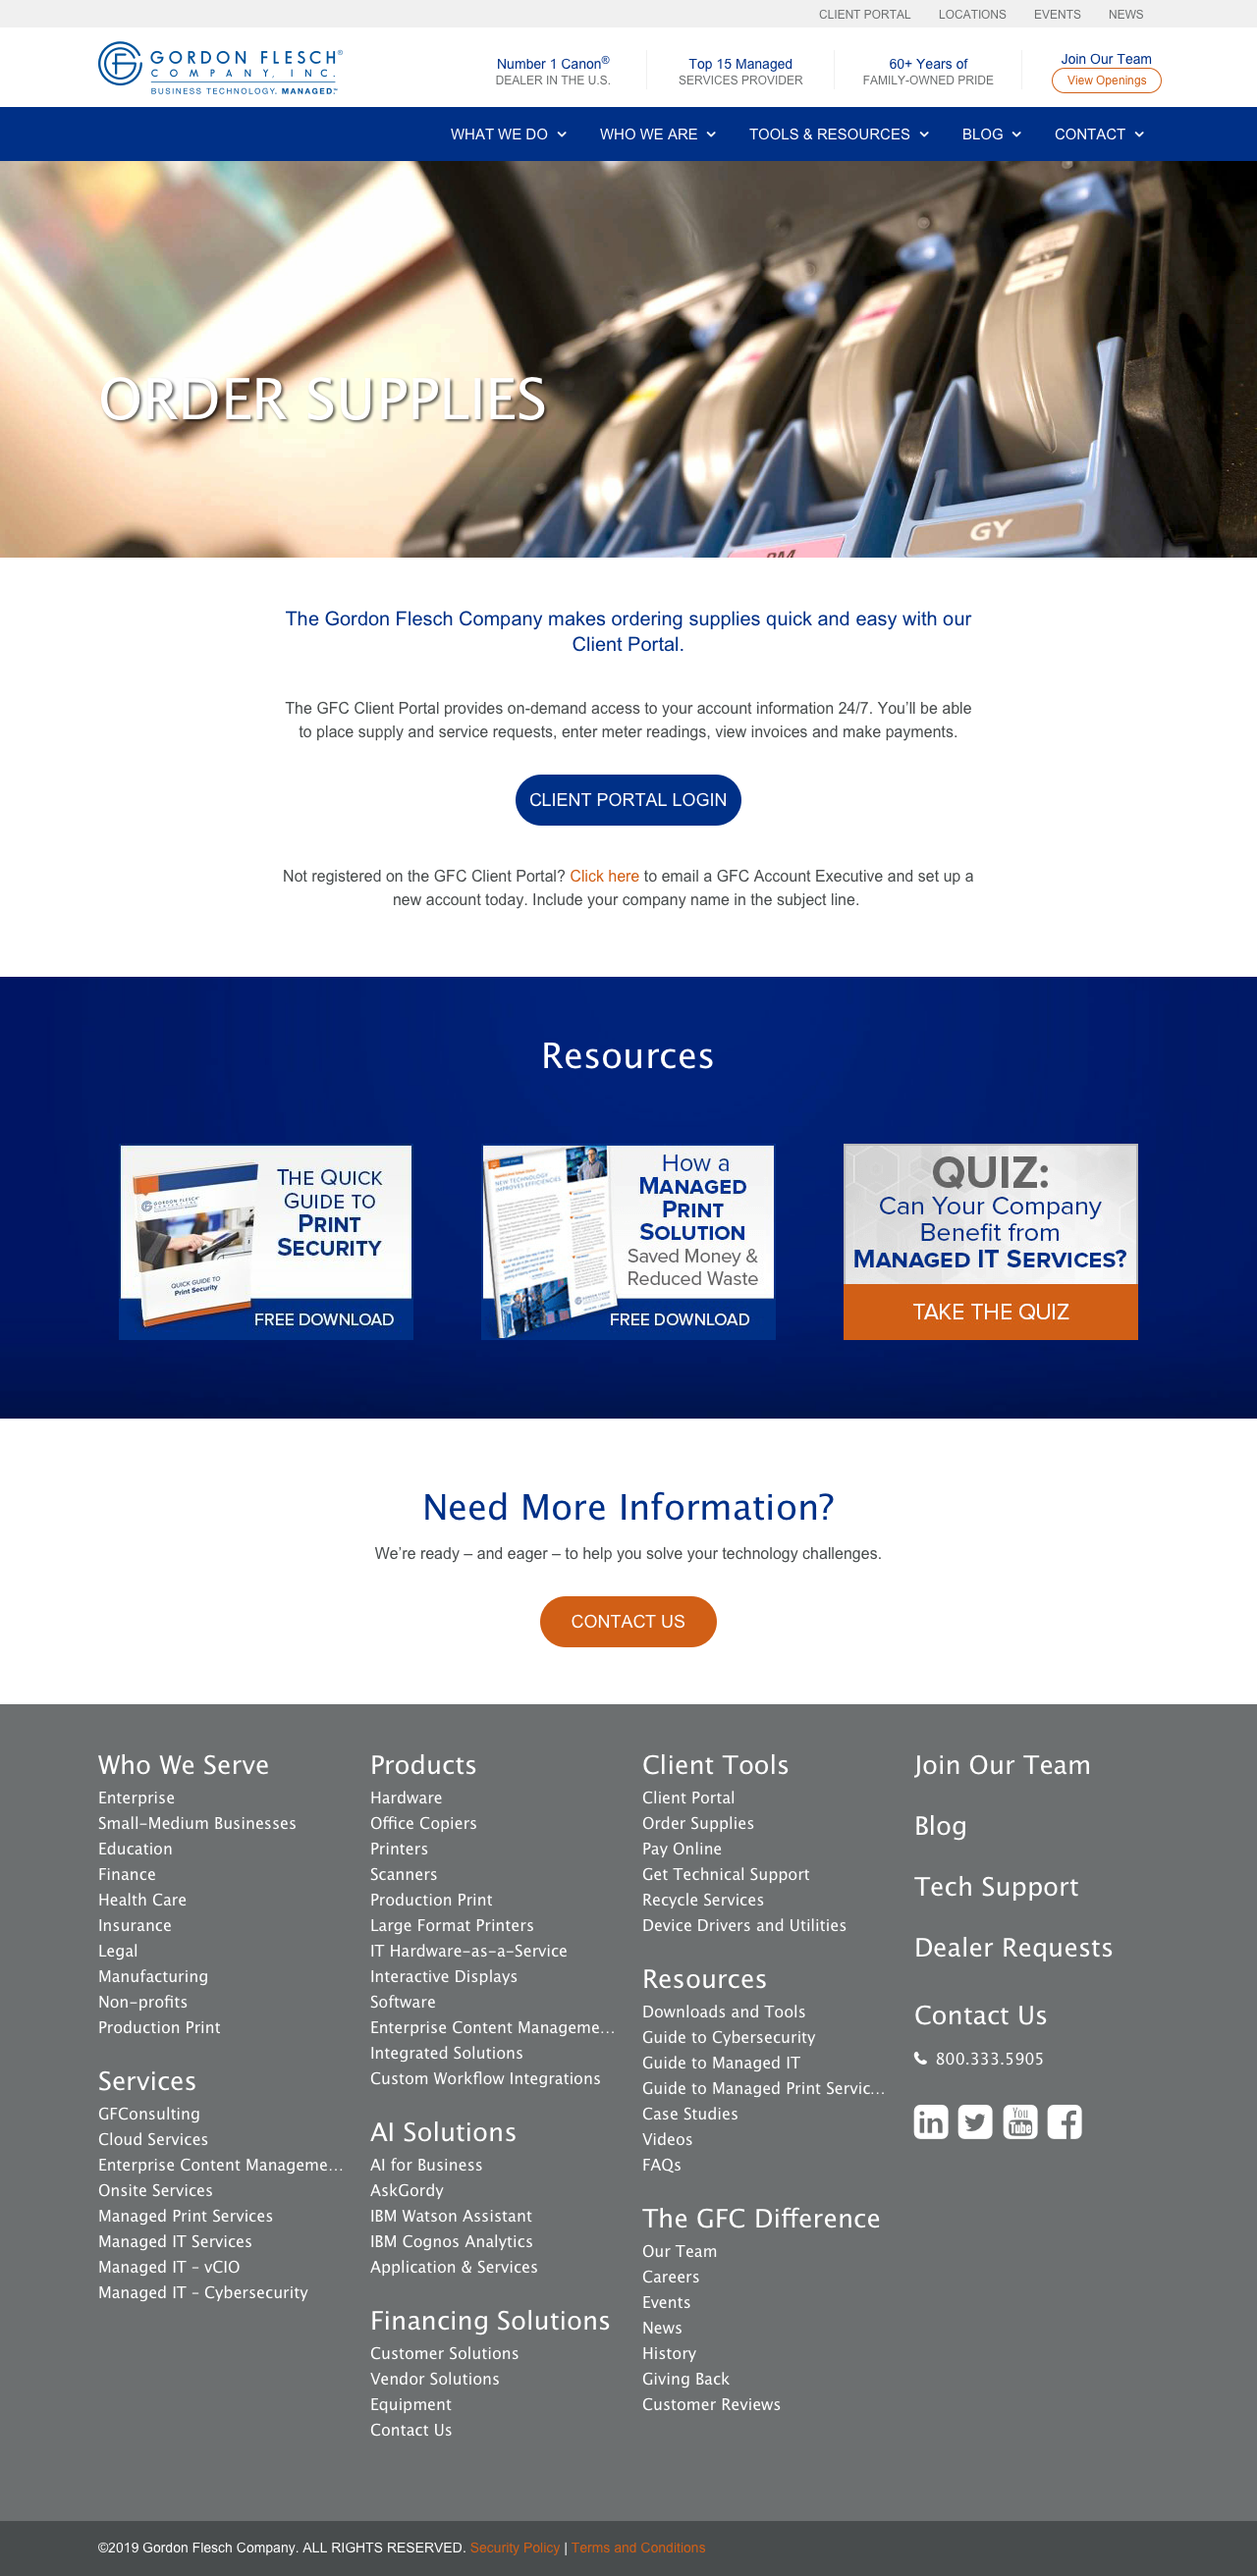 CLIENT PORTAL LOCATIONS EVENTS NEWS
GORDON FLESCH®
COMPANY, INC.
BUSINESS TECHNOLOGY. MANAGED.™
Number 1 Canon®
DEALER IN THE U.S.
Top 15 Managed
SERVICES PROVIDER
60+ Years of
FAMILY-OWNED PRIDE
Join Our Team
View Openings
WHAT WE DO WHO WE ARE TOOLS & RESOURCES BLOG CONTACT
ORDER SUPPLIES
PM
GY
The Gordon Flesch Company makes ordering supplies quick and easy with our
Client Portal.
The GFC Client Portal provides on-demand access to your account information 24/7. You’ll be able
to place supply and service requests, enter meter readings, view invoices and make payments.
CLIENT PORTAL LOGIN
Not registered on the GFC Client Portal? Click here to email a GFC Account Executive and set up a
new account today. Include your company name in the subject line.
Resources
GORDON FLESCH
QUICK GUIDE TO
Print Security
THE QUICK
GUIDE TO
PRINT
SECURITY
FREE DOWNLOAD
NEW TECHNOLOGY
IMPROVES EFFICIENCIES
How a
MANAGED
PRINT
SOLUTION
Saved Money &
Reduced Waste
FREE DOWNLOAD
QUIZ:
Can Your Company
Benefit from
MANAGED IT SERVICES?
TAKE THE QUIZ
Need More Information?
We’re ready – and eager – to help you solve your technology challenges.
CONTACT US
Who We Serve
Enterprise
Small-Medium Businesses
Education
Finance
Health Care
Insurance
Legal
Manufacturing
Non-profits
Production Print
Services
GFConsulting
Cloud Services
Enterprise Content Manageme...
Onsite Services
Managed Print Services
Managed IT Services
Managed IT - vCIO
Managed IT - Cybersecurity
Products
Hardware
Office Copiers
Printers
Scanners
Production Print
Large Format Printers
IT Hardware-as-a-Service
Interactive Displays
Software
Enterprise Content Manageme...
Integrated Solutions
Custom Workflow Integrations
AI Solutions
AI for Business
AskGordy
IBM Watson Assistant
IBM Cognos Analytics
Application & Services
Financing Solutions
Customer Solutions
Vendor Solutions
Equipment
Contact Us
Client Tools
Client Portal
Order Supplies
Pay Online
Get Technical Support
Recycle Services
Device Drivers and Utilities
Resources
Downloads and Tools
Guide to Cybersecurity
Guide to Managed IT
Guide to Managed Print Servic...
Case Studies
Videos
FAQs
The GFC Difference
Our Team
Careers
Events
News
History
Giving Back
Customer Reviews
Join Our Team
Blog
Tech Support
Dealer Requests
Contact Us
800.333.5905
in You Tube f
©2019 Gordon Flesch Company. ALL RIGHTS RESERVED. Security Policy | Terms and Conditions